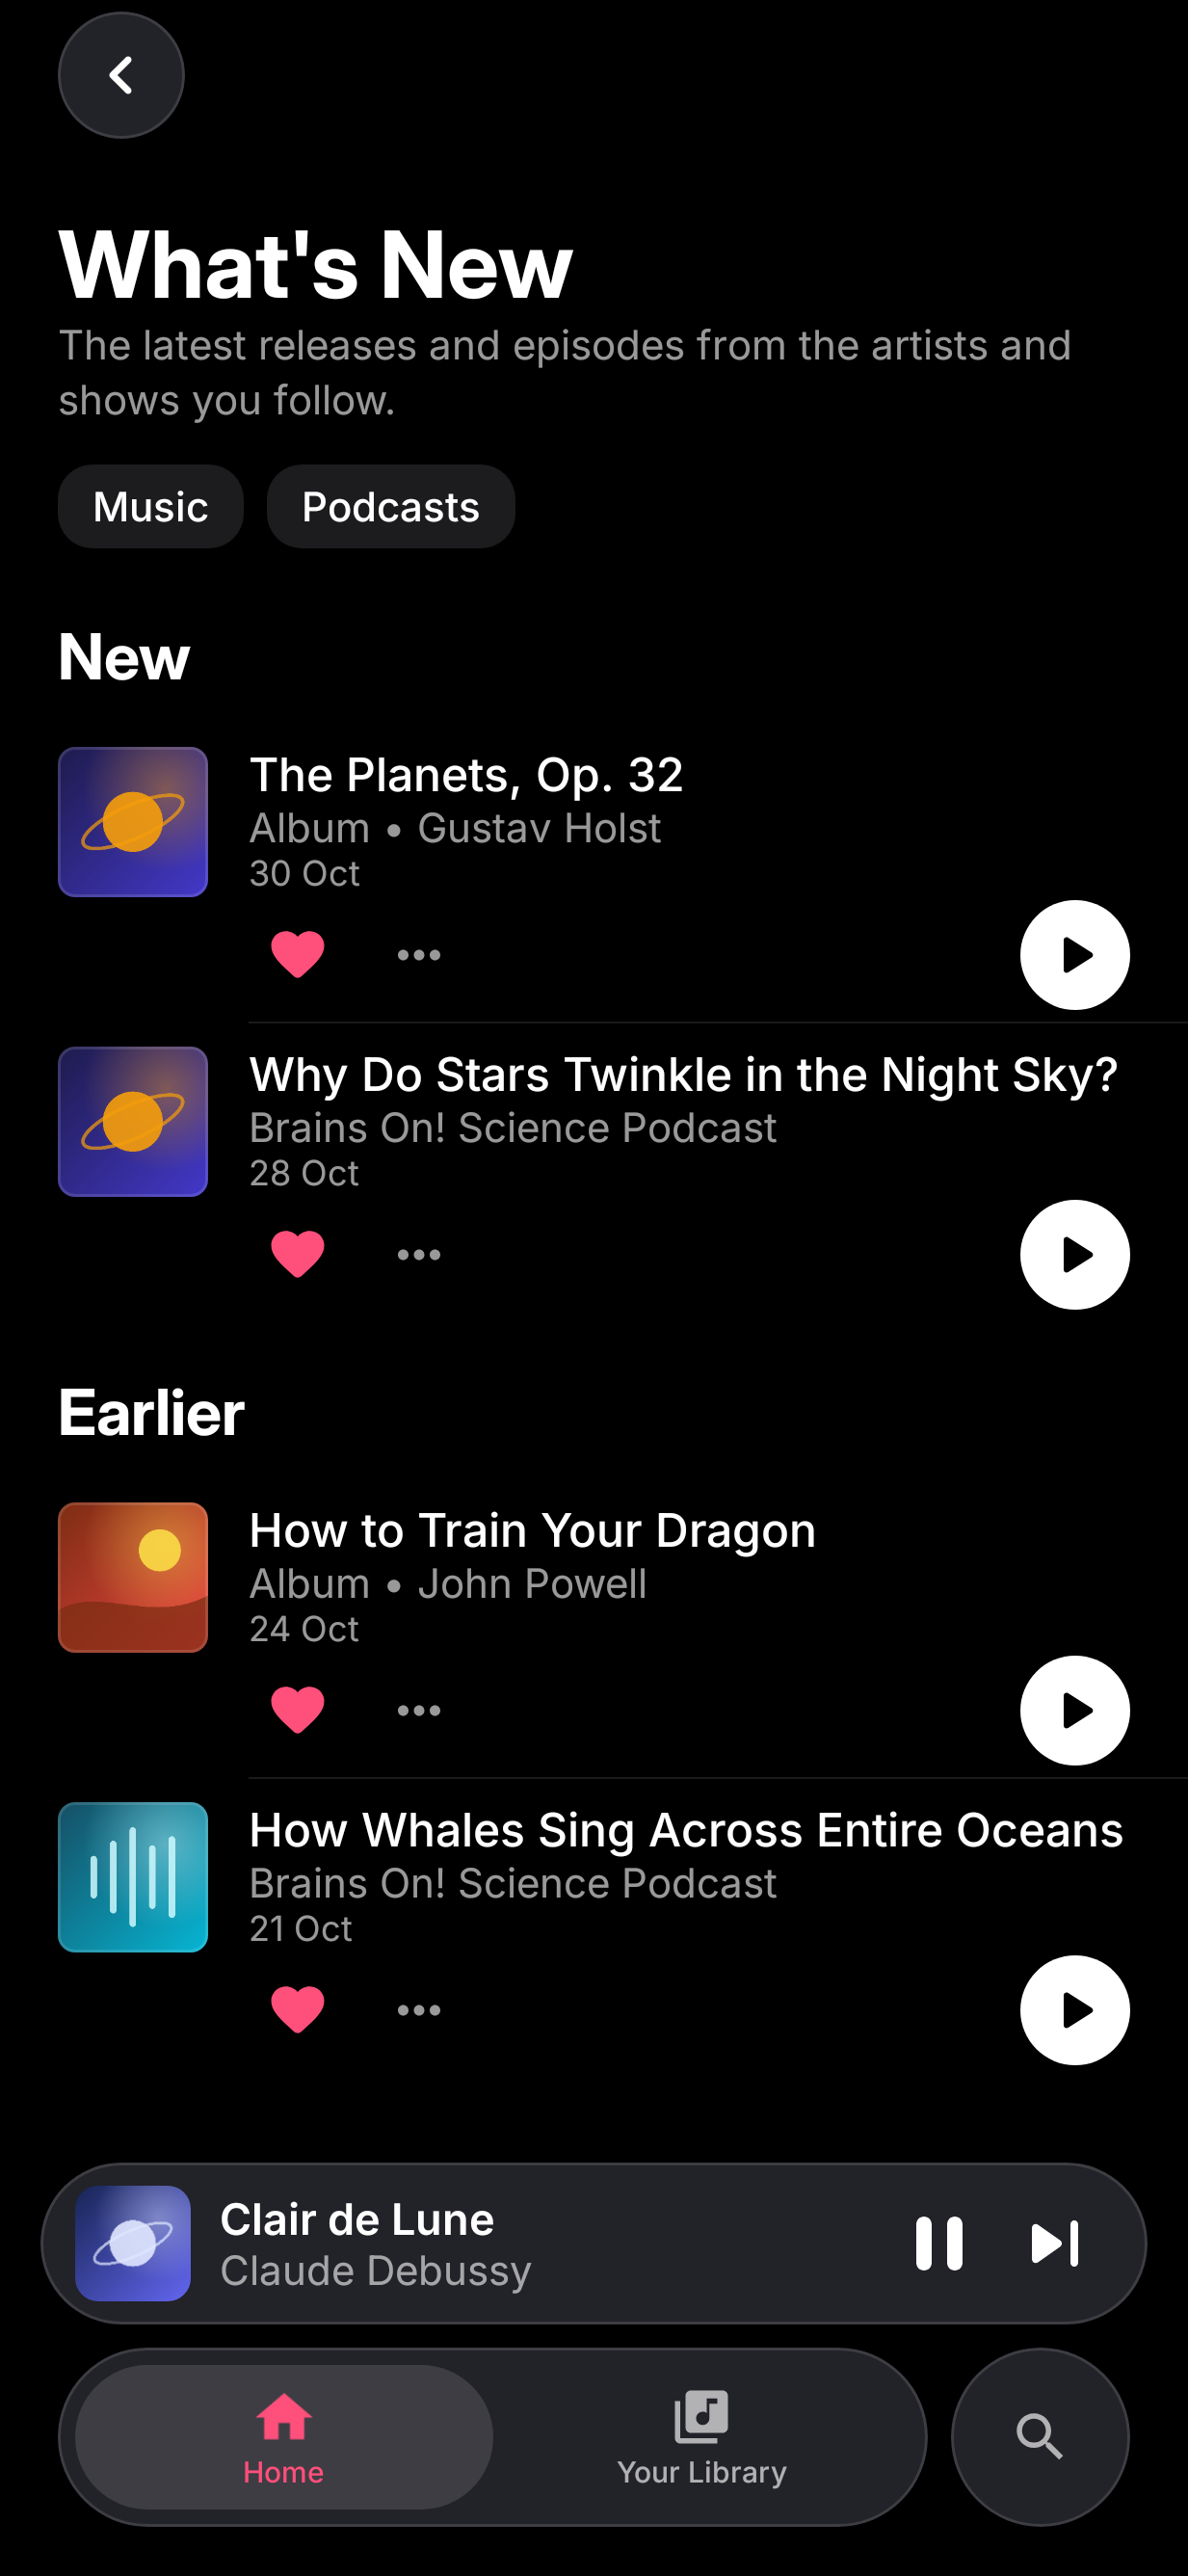 What's New
The latest releases and episodes from the artists and
shows you follow.
Music
Podcasts
New
The Planets, Op. 32
Album • Gustav Holst
30 Oct
Why Do Stars Twinkle in the Night Sky?
Brains On! Science Podcast
28 Oct
Earlier
How to Train Your Dragon
Album • John Powell
24 Oct
How Whales Sing Across Entire Oceans
Brains On! Science Podcast
21 Oct
Clair de Lune
Claude Debussy
Home
Your Library